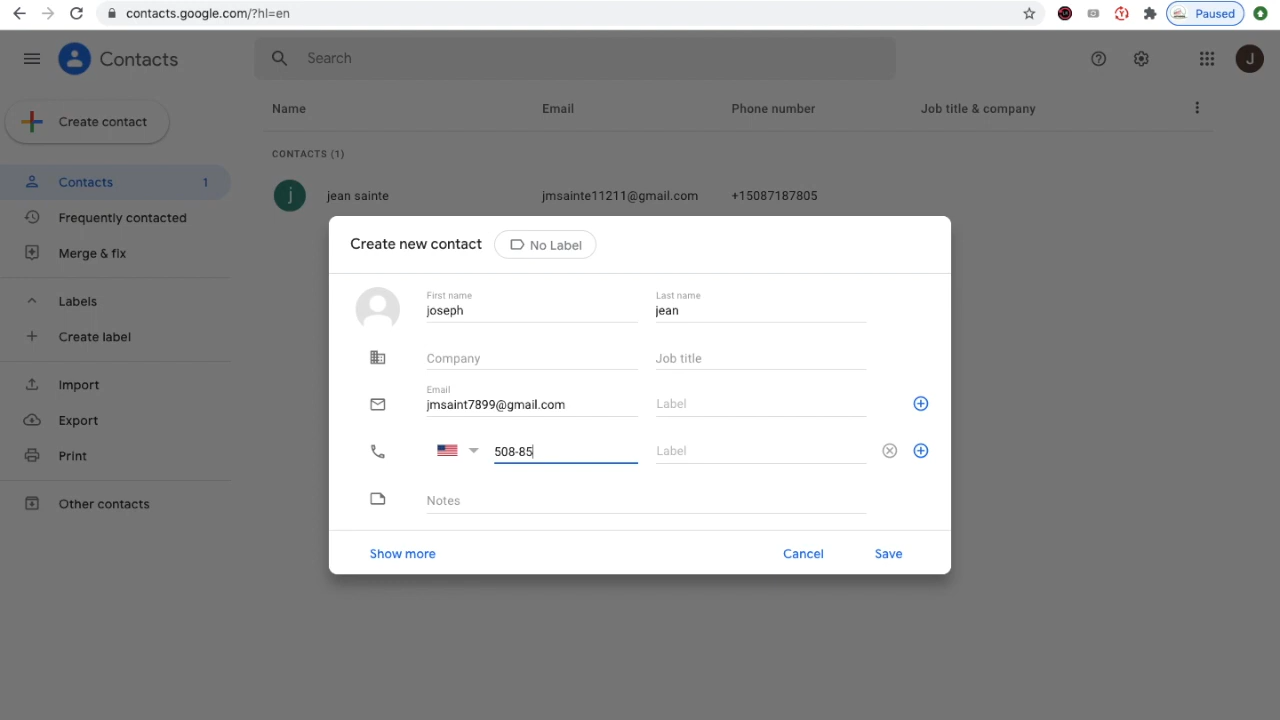 contacts.google.com/?hl=en
Paused
Contacts
Search
J
Create contact
Name Email Phone number Job title & company
CONTACTS (1)
Contacts 1
j jean sainte jmsainte11211@gmail.com +15087187805
Frequently contacted
Merge & fix
Labels
Create label
Import
Export
Print
Other contacts
Create new contact
No Label
First name
joseph
Last name
jean
Company
Job title
Email
jmsaint7899@gmail.com
Label
508-85
Label
Notes
Show more
Cancel
Save